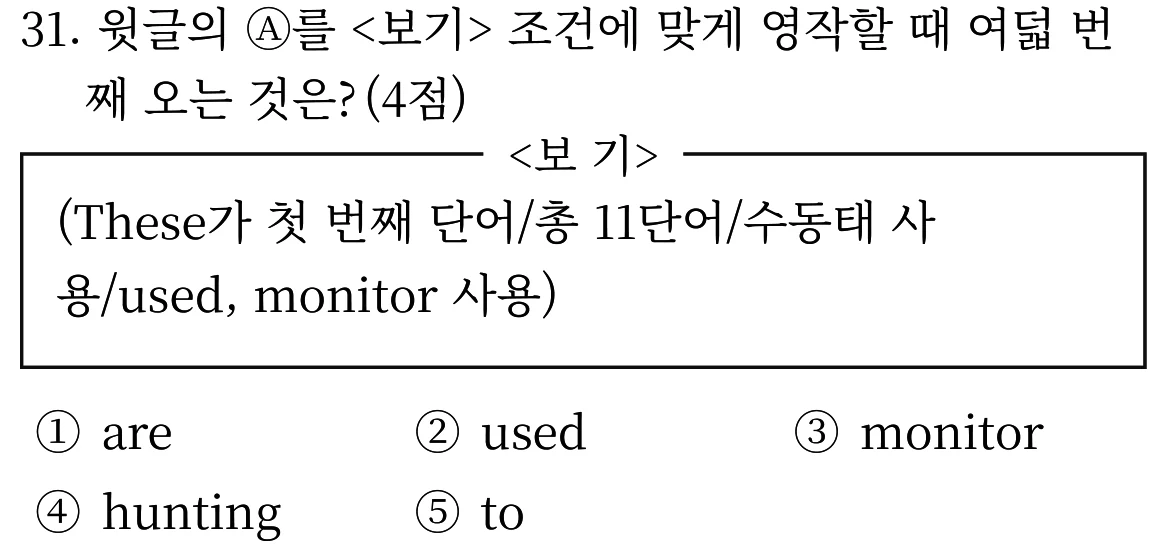 31. 윗글의 Ⓐ를 <보기> 조건에 맞게 영작할 때 여덟 번
째 오는 것은? (4점)
<보 기>
(These가 첫 번째 단어/총 11단어/수동태 사
용/used, monitor 사용)
① are ② used ③ monitor
④ hunting ⑤ to